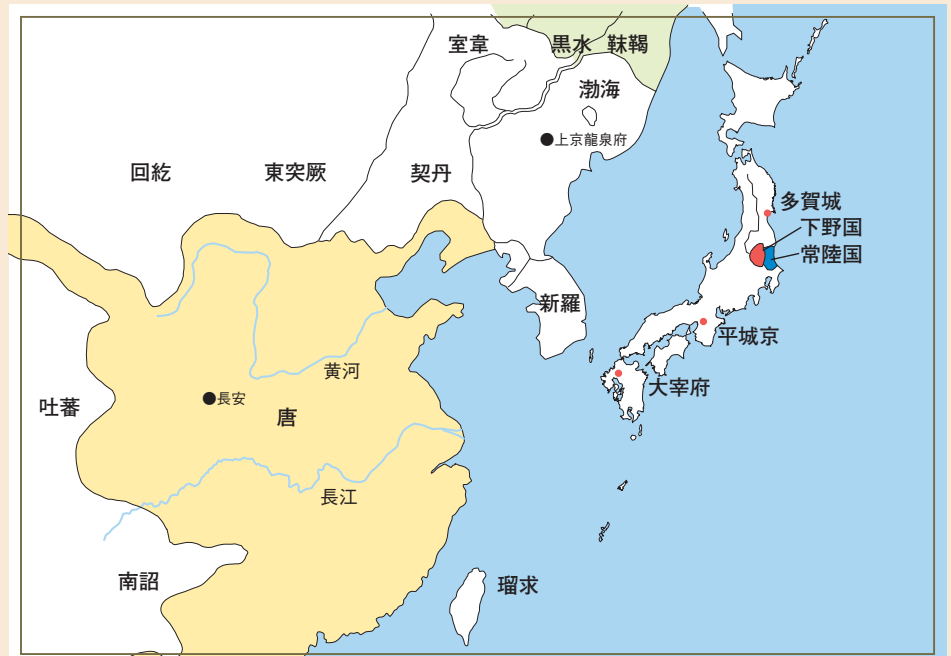 室韋
黒水 靺鞨
渤海
上京龍泉府
回紇
東突厥
契丹
多賀城
下野国
常陸国
新羅
平城京
黄河
大宰府
長安
吐蕃
唐
長江
南詔
瑠求